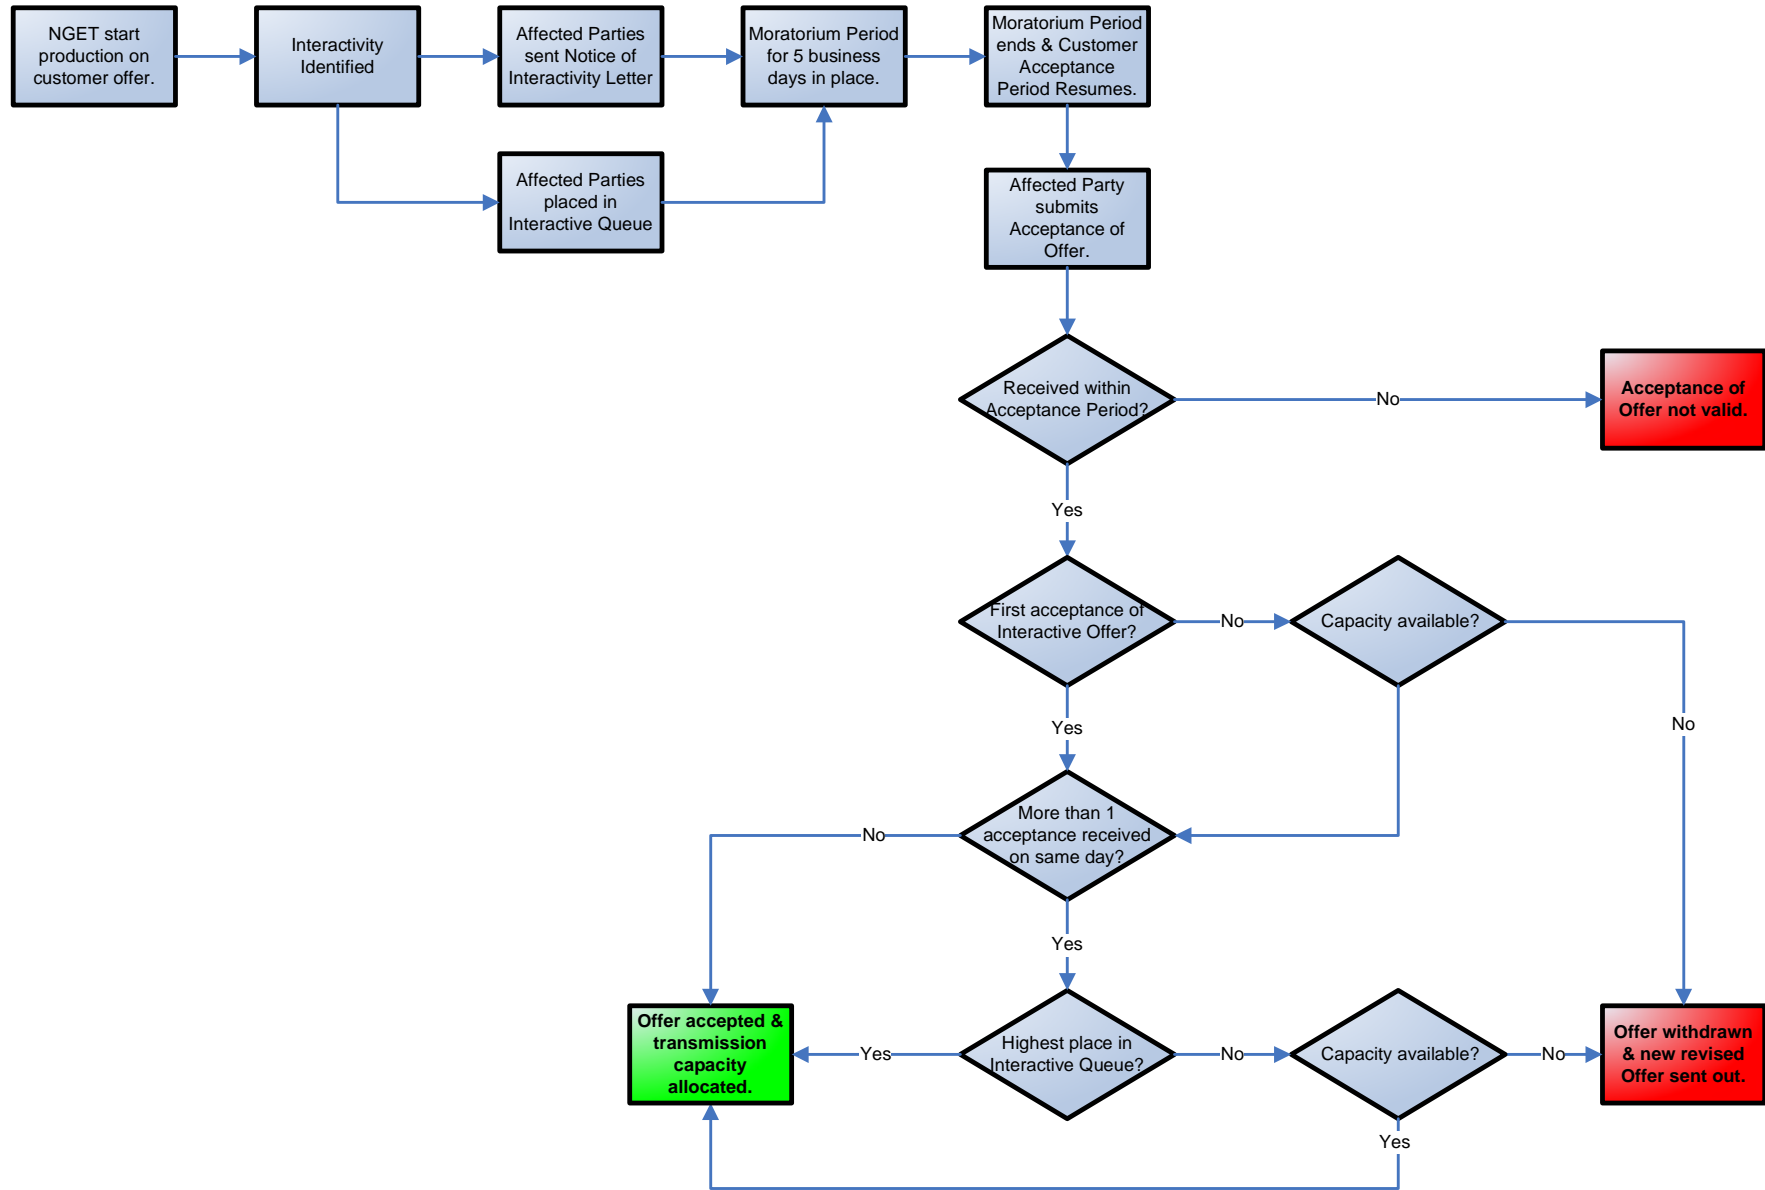 NGET start
production on
customer offer.
Interactivity
Identified
Affected Parties
sent Notice of
Interactivity Letter
Moratorium Period
for 5 business
days in place.
Moratorium Period
ends & Customer
Acceptance
Period Resumes.
Affected Parties
placed in
Interactive Queue
Affected Party
submits
Acceptance of
Offer.
Received within
Acceptance Period?
No
Acceptance of
Offer not valid.
Yes
First acceptance of
Interactive Offer?
No
Capacity available?
No
Yes
More than 1
acceptance received
on same day?
No
Yes
Offer accepted &
transmission
capacity
allocated.
Yes
Highest place in
Interactive Queue?
No
Capacity available?
No
Offer withdrawn
& new revised
Offer sent out.
Yes